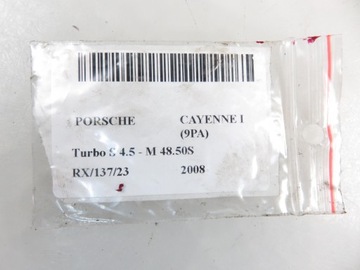 PORSCHE CAYENNE I
(9PA)
Turbo S 4.5 - M 48.50S
RX/137/23 2008